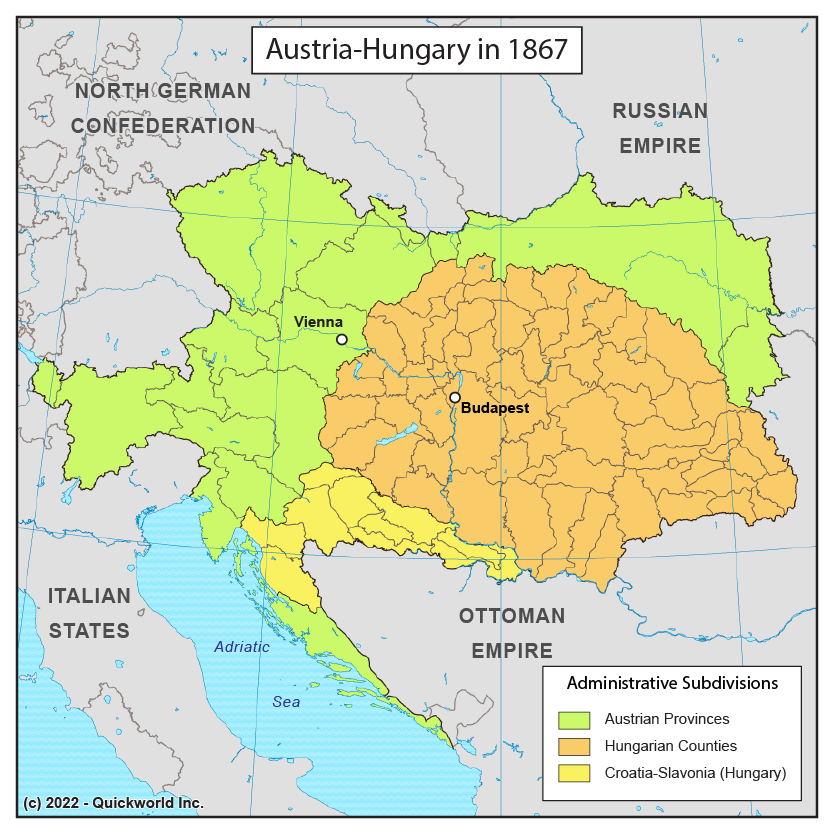 Austria-Hungary in 1867
NORTH GERMAN
CONFEDERATION
RUSSIAN
EMPIRE
Vienna
Budapest
ITALIAN
STATES
OTTOMAN
EMPIRE
Adriatic
Sea
Administrative Subdivisions
Austrian Provinces
Hungarian Counties
Croatia-Slavonia (Hungary)
(c) 2022 - Quickworld Inc.